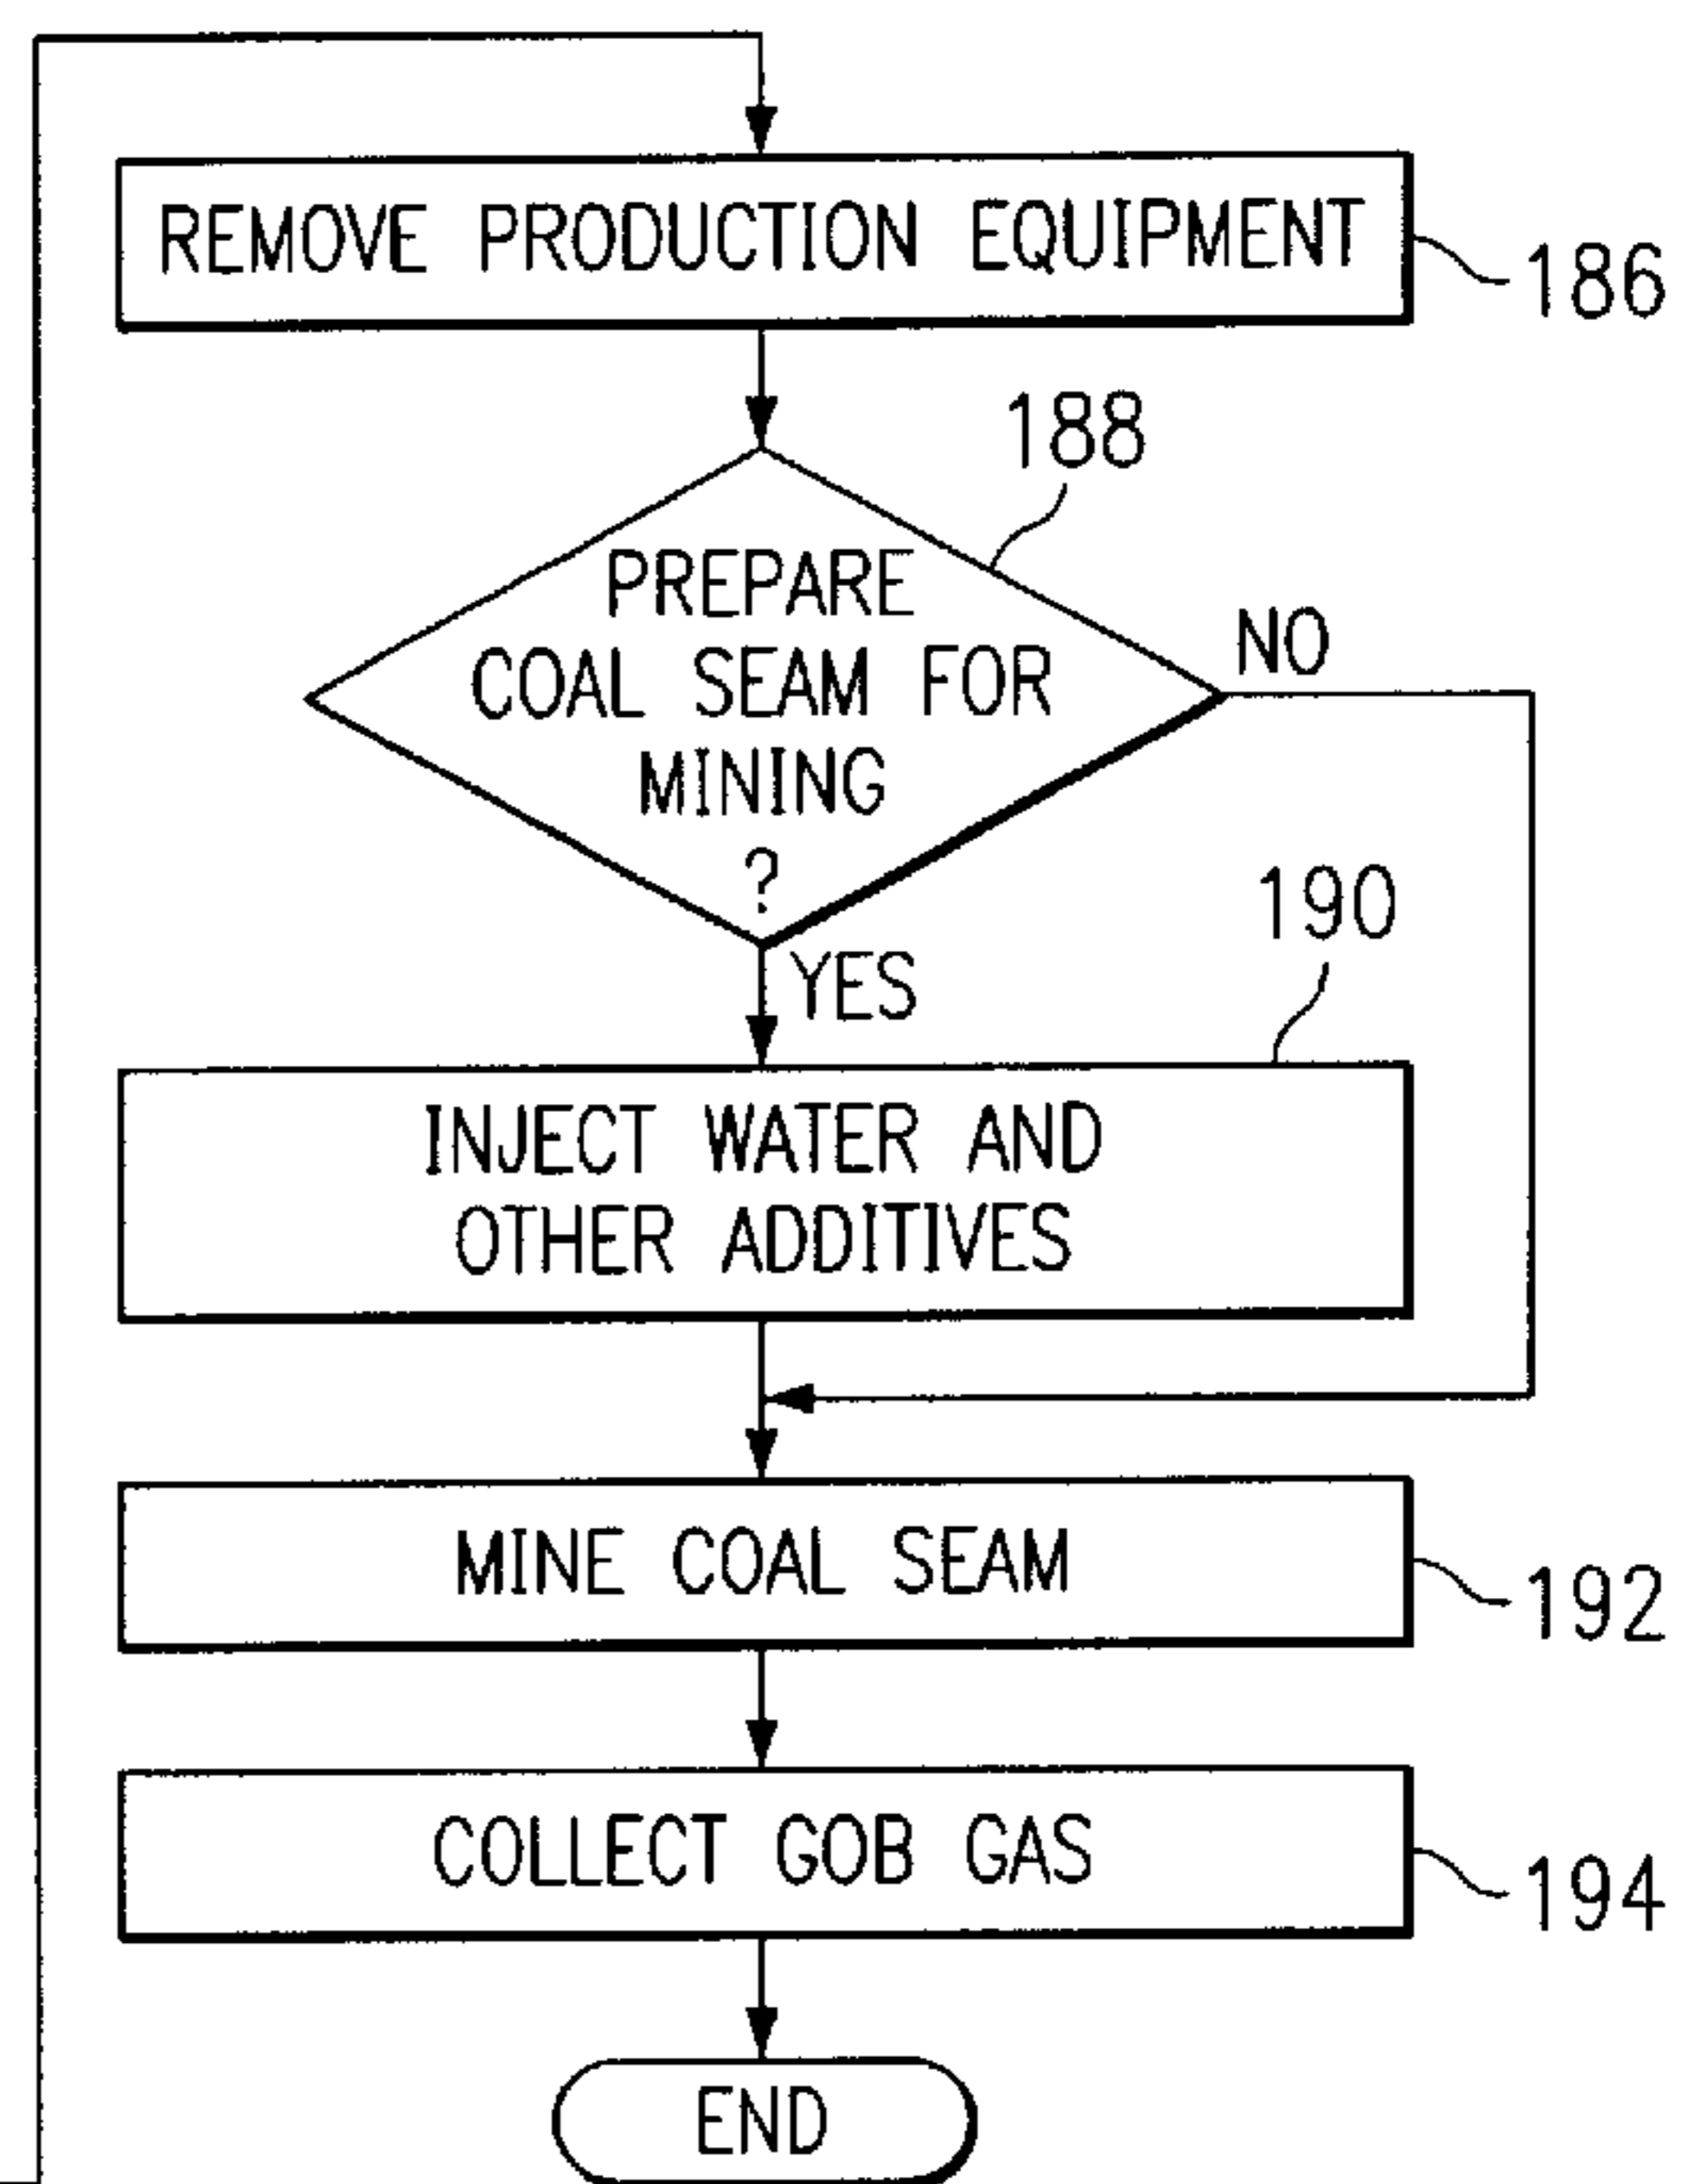 REMOVE PRODUCTION EQUIPMENT
186
188
PREPARE
COAL SEAM FOR
MINING
?
NO
YES
190
INJECT WATER AND
OTHER ADDITIVES
MINE COAL SEAM
192
COLLECT GOB GAS
194
END